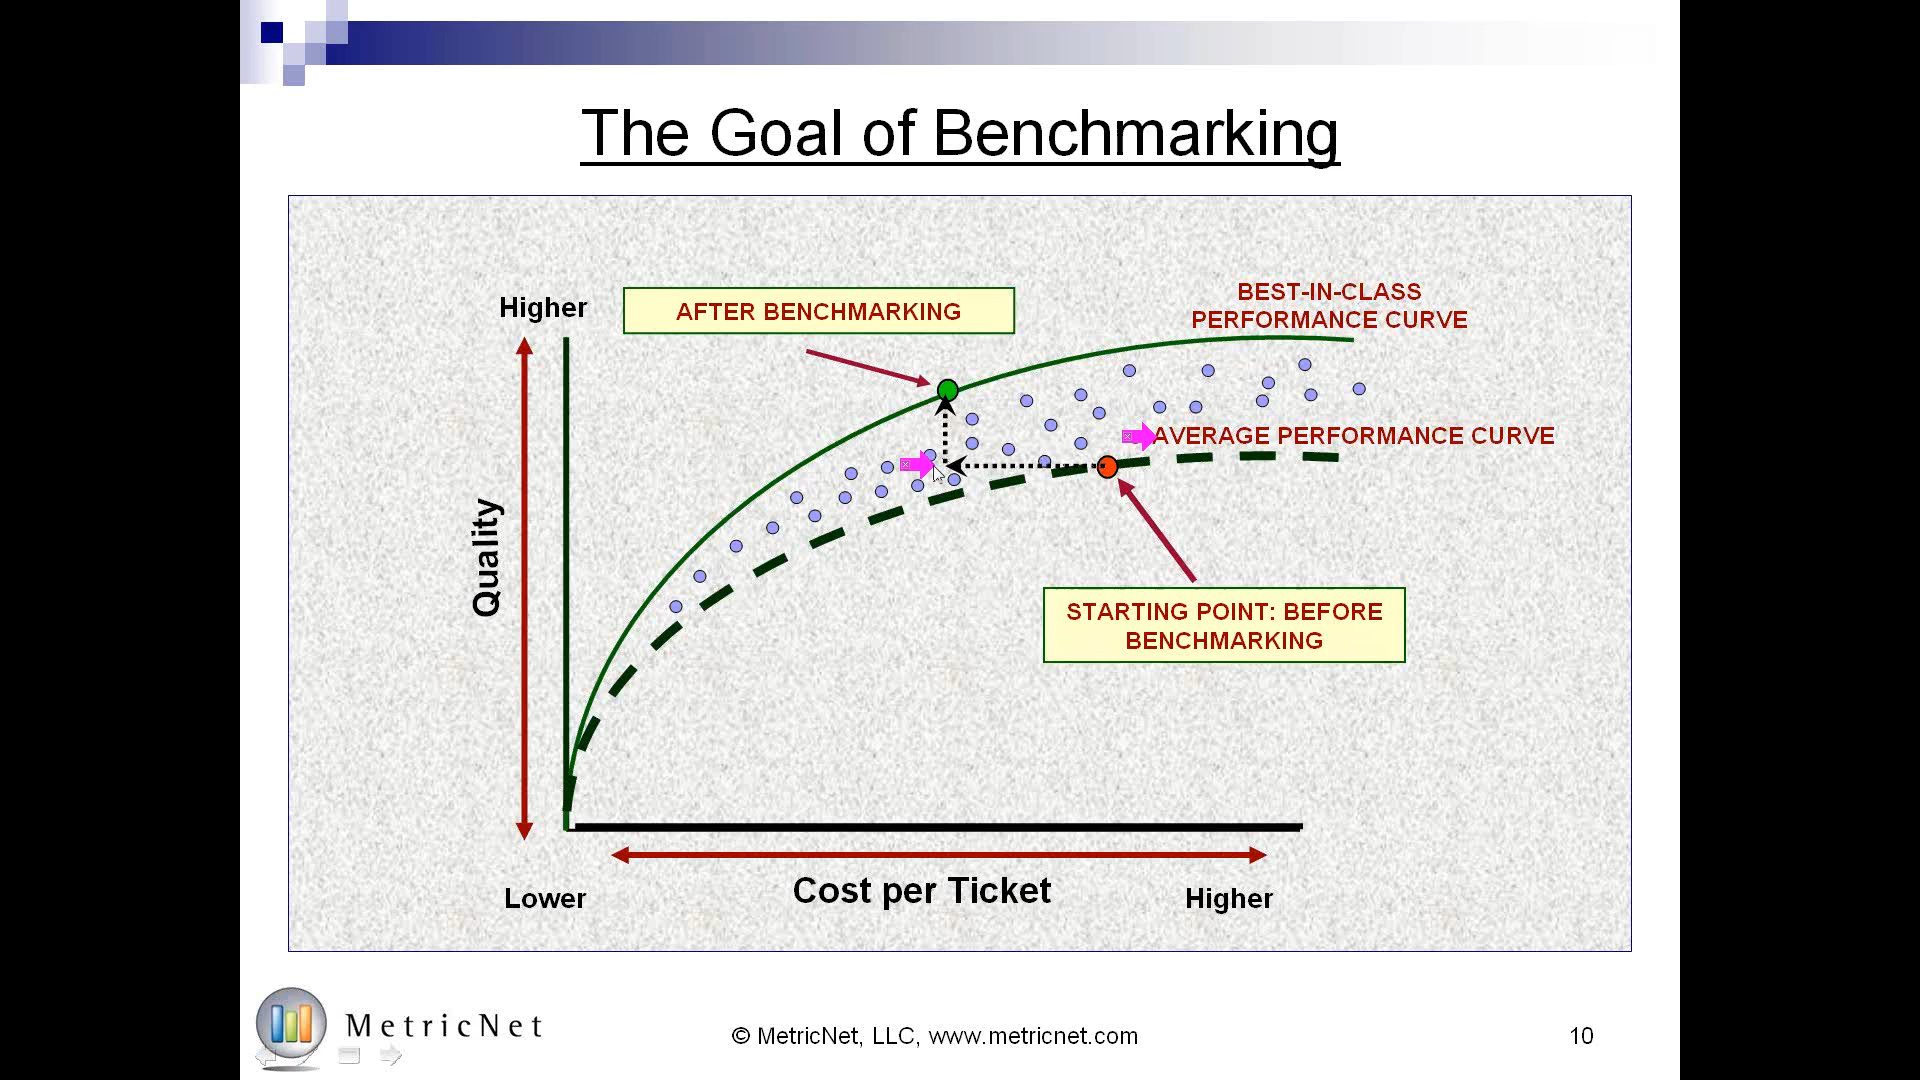 The Goal of Benchmarking
Higher
AFTER BENCHMARKING
BEST-IN-CLASS
PERFORMANCE CURVE
AVERAGE PERFORMANCE CURVE
Quality
STARTING POINT: BEFORE
BENCHMARKING
Lower
Cost per Ticket
Higher
MetricNet
© MetricNet, LLC, www.metricnet.com
10